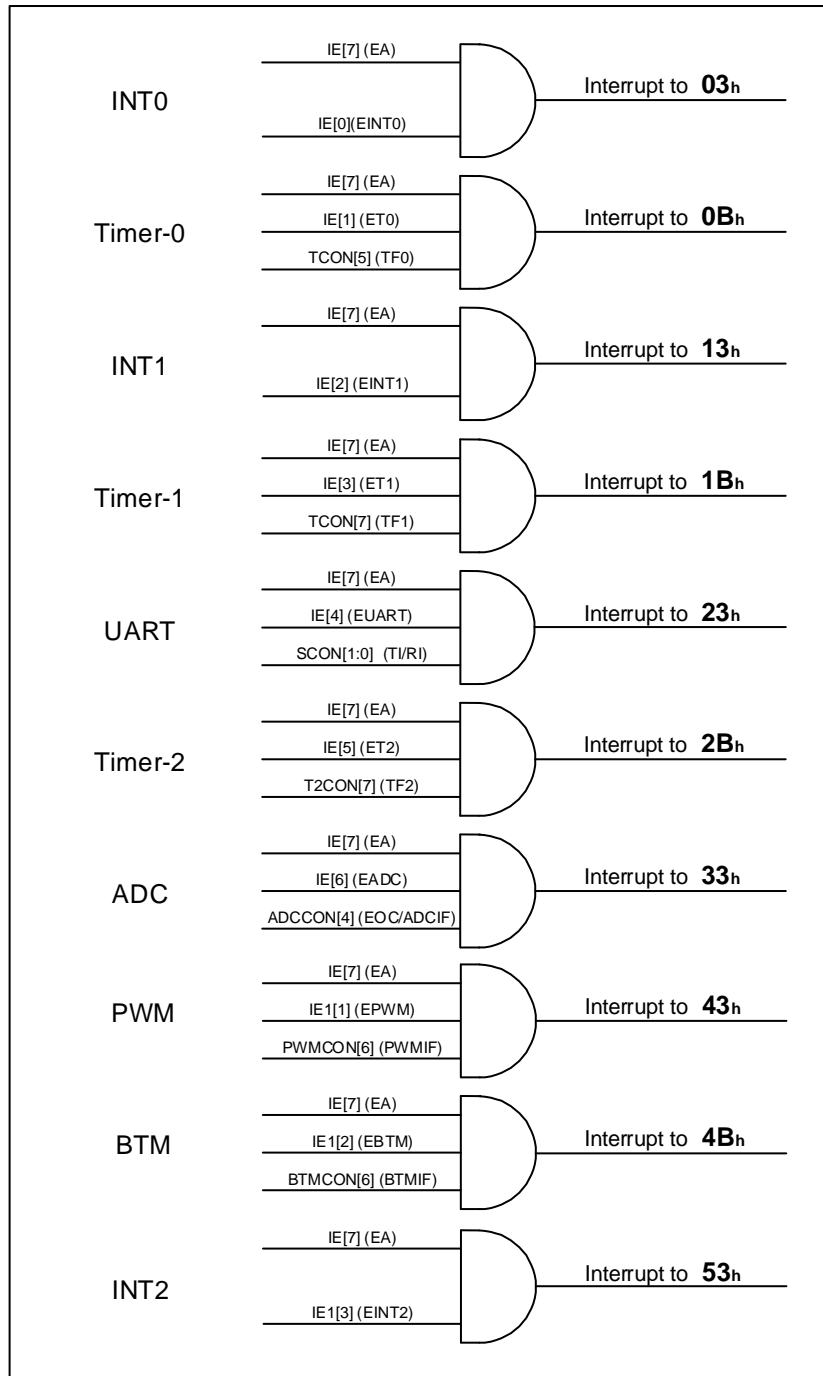 IE[7] (EA)
INT0
Interrupt to 03h
IE[0](EINT0)
IE[7] (EA)
Timer-0
IE[1] (ET0)
Interrupt to 0Bh
TCON[5] (TF0)
IE[7] (EA)
INT1
Interrupt to 13h
IE[2] (EINT1)
IE[7] (EA)
Timer-1
IE[3] (ET1)
Interrupt to 1Bh
TCON[7] (TF1)
IE[7] (EA)
UART
IE[4] (EUART)
Interrupt to 23h
SCON[1:0] (TI/RI)
IE[7] (EA)
Timer-2
IE[5] (ET2)
Interrupt to 2Bh
T2CON[7] (TF2)
IE[7] (EA)
ADC
IE[6] (EADC)
Interrupt to 33h
ADCCON[4] (EOC/ADCIF)
IE[7] (EA)
PWM
IE1[1] (EPWM)
Interrupt to 43h
PWMCON[6] (PWMIF)
IE[7] (EA)
BTM
IE1[2] (EBTM)
Interrupt to 4Bh
BTMCON[6] (BTMIF)
IE[7] (EA)
INT2
Interrupt to 53h
IE1[3] (EINT2)